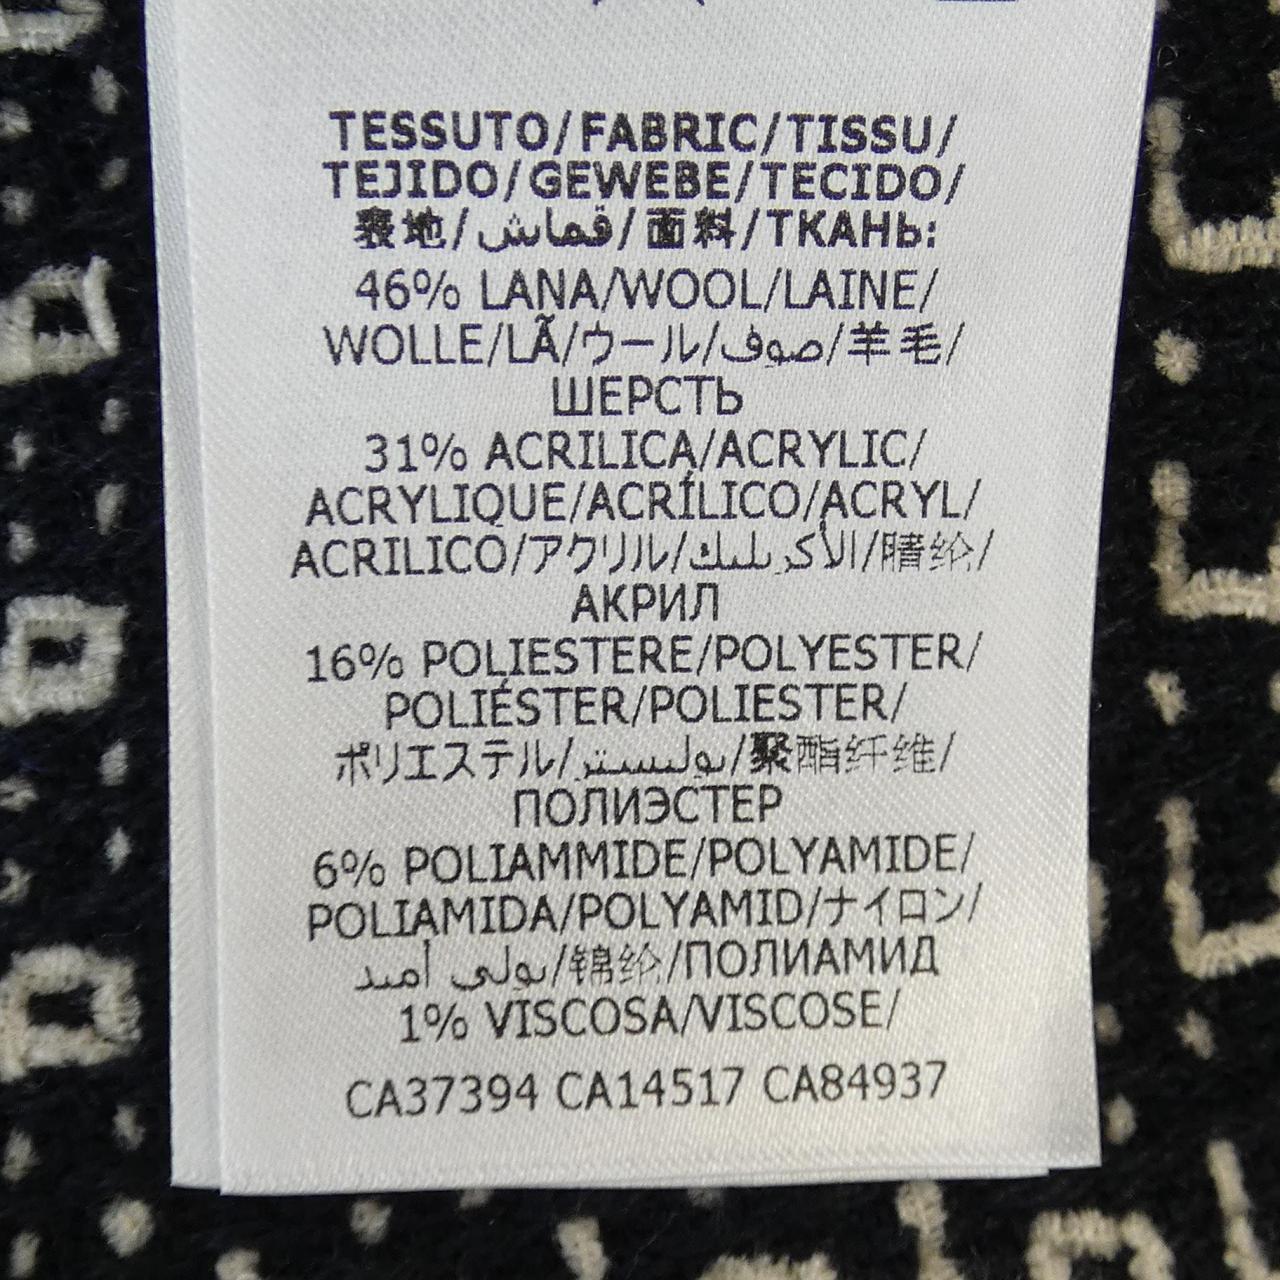 TESSUTO/FABRIC/TISSU/
TEJIDO/GEWEBE/TECIDO/
表地/قماش/面料/ТКАНЬ:
46% LANA/WOOL/LAINE/
WOLLE/LÃ/ウール/صوف/羊毛/
ШЕРСТЬ
31% ACRILICA/ACRYLIC/
ACRYLIQUE/ACRÍLICO/ACRYL/
ACRILICO/アクリル/الأكريليك/腈纶/
АКРИЛ
16% POLIESTERE/POLYESTER/
POLIÉSTER/POLIESTER/
ポリエステル/بوليستر/聚酯纤维/
ПОЛИЭСТЕР
6% POLIAMMIDE/POLYAMIDE/
POLIAMIDA/POLYAMID/ナイロン/
بولي أميد/锦纶/ПОЛИАМИД
1% VISCOSA/VISCOSE/
CA37394 CA14517 CA84937